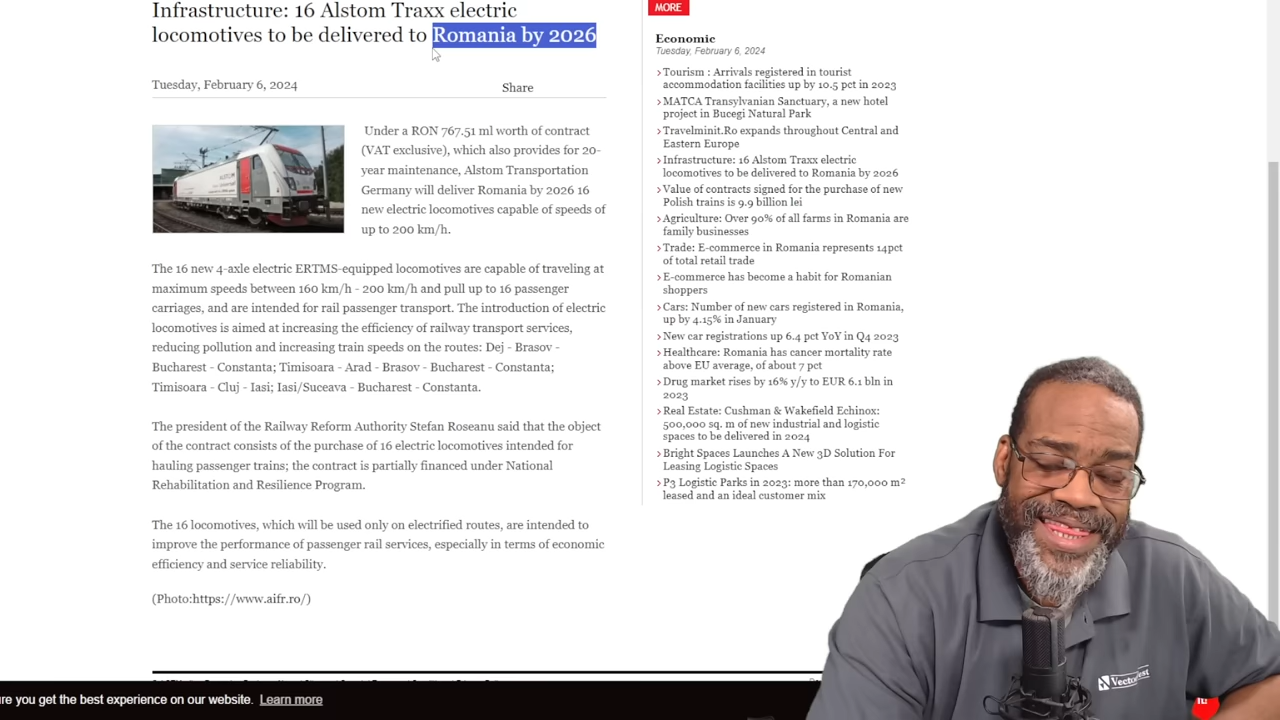 Infrastructure: 16 Alstom Traxx electric
locomotives to be delivered to Romania by 2026
Tuesday, February 6, 2024
Share
Under a RON 767.51 ml worth of contract
(VAT exclusive), which also provides for 20-
year maintenance, Alstom Transportation
Germany will deliver Romania by 2026 16
new electric locomotives capable of speeds of
up to 200 km/h.
The 16 new 4-axle electric ERTMS-equipped locomotives are capable of traveling at
maximum speeds between 160 km/h - 200 km/h and pull up to 16 passenger
carriages, and are intended for rail passenger transport. The introduction of electric
locomotives is aimed at increasing the efficiency of railway transport services,
reducing pollution and increasing train speeds on the routes: Dej - Brasov -
Bucharest - Constanta; Timisoara - Arad - Brasov - Bucharest - Constanta;
Timisoara - Cluj - Iasi; Iasi/Suceava - Bucharest - Constanta.
The president of the Railway Reform Authority Stefan Roseanu said that the object
of the contract consists of the purchase of 16 electric locomotives intended for
hauling passenger trains; the contract is partially financed under National
Rehabilitation and Resilience Program.
The 16 locomotives, which will be used only on electrified routes, are intended to
improve the performance of passenger rail services, especially in terms of economic
efficiency and service reliability.
(Photo:https://www.aifr.ro/)
MORE
Economic
Tuesday, February 6, 2024
Tourism : Arrivals registered in tourist
accommodation facilities up by 10.5 pct in 2023
MATCA Transylvanian Sanctuary, a new hotel
project in Bucegi Natural Park
Travelminit.Ro expands throughout Central and
Eastern Europe
Infrastructure: 16 Alstom Traxx electric
locomotives to be delivered to Romania by 2026
Value of contracts signed for the purchase of new
Polish trains is 9.9 billion lei
Agriculture: Over 90% of all farms in Romania are
family businesses
Trade: E-commerce in Romania represents 14pct
of total retail trade
E-commerce has become a habit for Romanian
shoppers
Cars: Number of new cars registered in Romania,
up by 4.15% in January
New car registrations up 6.4 pct YoY in Q4 2023
Healthcare: Romania has cancer mortality rate
above EU average, of about 7 pct
Drug market rises by 16% y/y to EUR 6.1 bln in
2023
Real Estate: Cushman & Wakefield Echinox:
500,000 sq. m of new industrial and logistic
spaces to be delivered in 2024
Bright Spaces Launches A New 3D Solution For
Leasing Logistic Spaces
P3 Logistic Parks in 2023: more than 170,000 m²
leased and an ideal customer mix
re you get the best experience on our website. Learn more